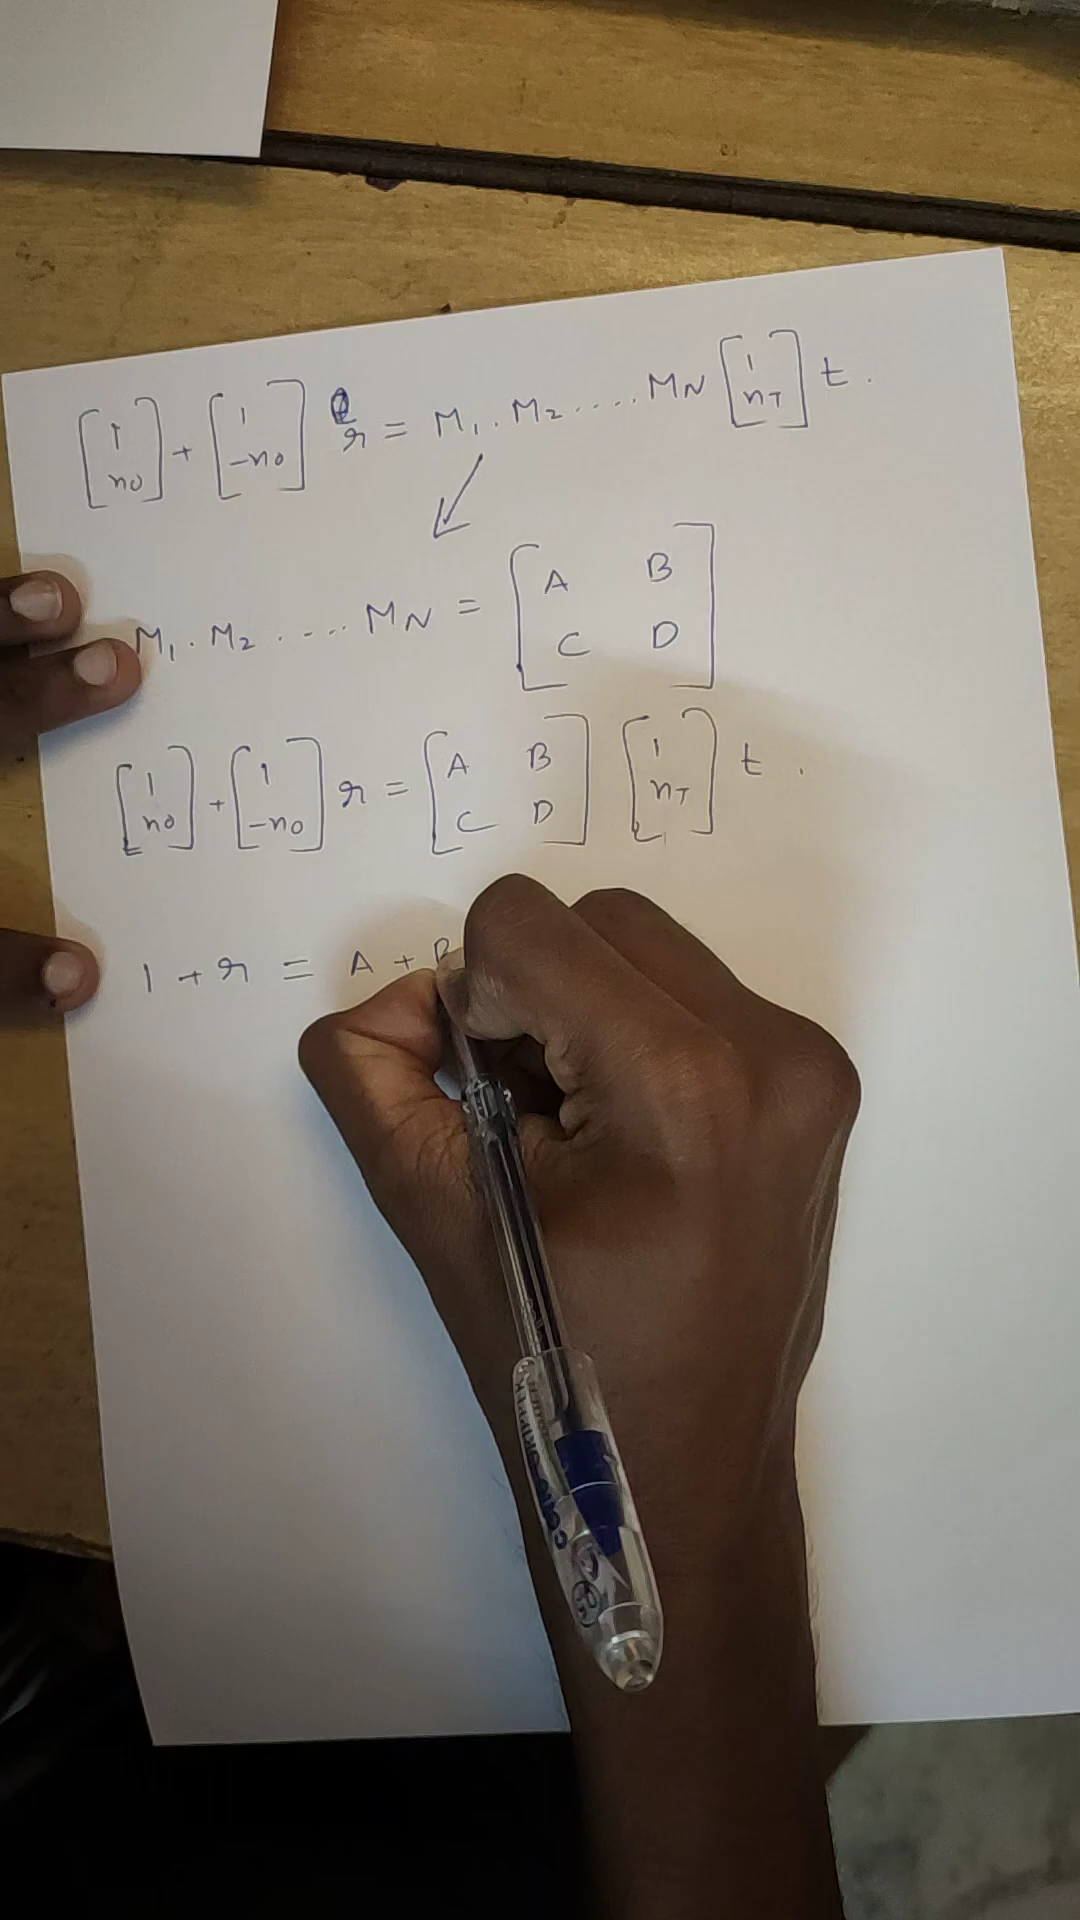 [1 n0] + [1 -n0] r = M1 . M2 ..... MN [1 nT] t .
M1 . M2 ..... MN = [A B C D]
[1 n0] + [1 -n0] r = [A B C D] [1 nT] t .
1 + r = A + B